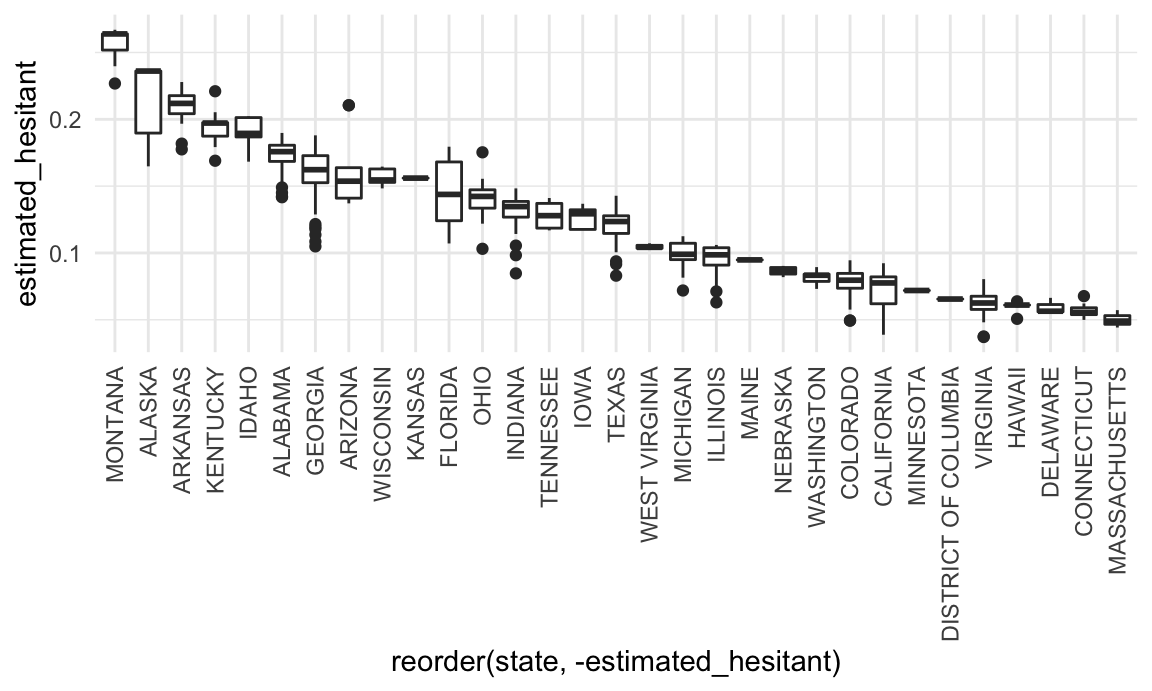 estimated_hesitant
0.2
0.1
MONTANA
ALASKA
ARKANSAS
KENTUCKY
IDAHO
ALABAMA
GEORGIA
ARIZONA
WISCONSIN
KANSAS
FLORIDA
OHIO
INDIANA
TENNESSEE
IOWA
TEXAS
WEST VIRGINIA
MICHIGAN
ILLINOIS
MAINE
NEBRASKA
WASHINGTON
COLORADO
CALIFORNIA
MINNESOTA
DISTRICT OF COLUMBIA
VIRGINIA
HAWAII
DELAWARE
CONNECTICUT
MASSACHUSETTS
reorder(state, -estimated_hesitant)